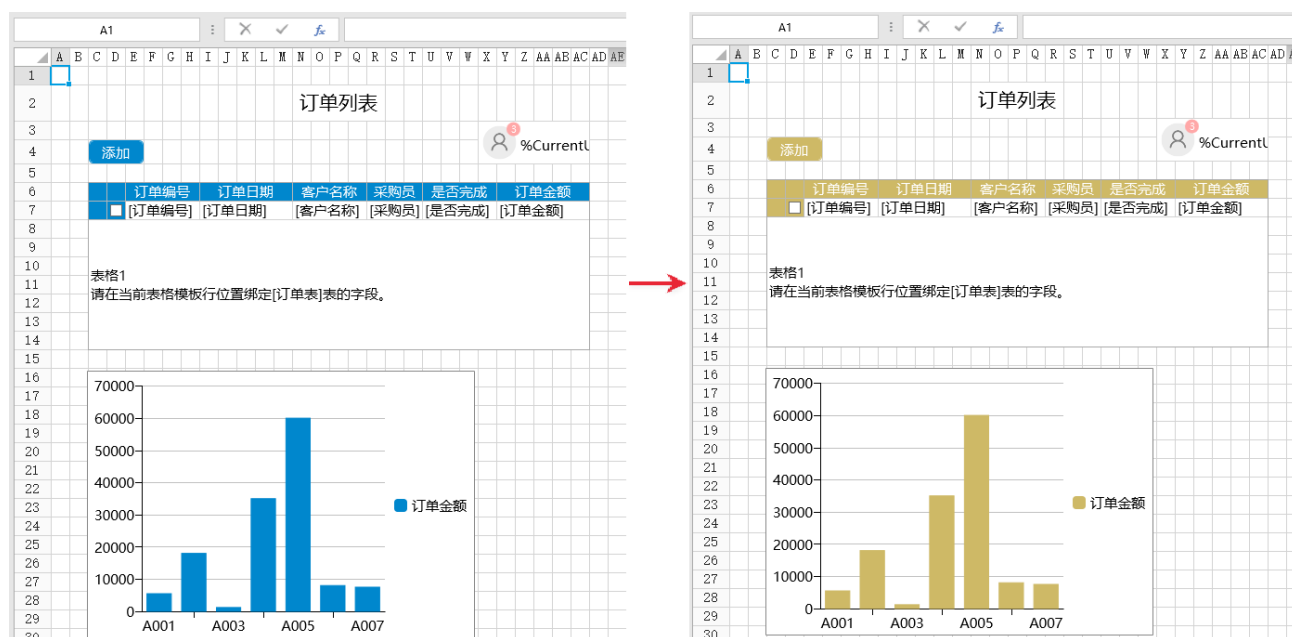 A1
fx
A B C D E F G H I J K L M N O P Q R S T U V W X Y Z AA AB AC AD AE
1
2 订单列表
3 3
4 添加 %CurrentU
5
6 订单编号 订单日期 客户名称 采购员 是否完成 订单金额
7 [订单编号] [订单日期] [客户名称] [采购员] [是否完成] [订单金额]
8
9
10 表格1
11 请在当前表格模板行位置绑定[订单表]表的字段。
12
13
14
15
16 70000
17
18 60000
19
20 50000
21
22 40000
23 30000 订单金额
24
25 20000
26
27 10000
28
29 0
A001 A003 A005 A007
30
A1
fx
A B C D E F G H I J K L M N O P Q R S T U V W X Y Z AA AB AC AD
1
2 订单列表
3 3
4 添加 %CurrentU
5
6 订单编号 订单日期 客户名称 采购员 是否完成 订单金额
7 [订单编号] [订单日期] [客户名称] [采购员] [是否完成] [订单金额]
8
9
10 表格1
11 请在当前表格模板行位置绑定[订单表]表的字段。
12
13
14
15
16 70000
17
18 60000
19
20 50000
21
22 40000
23 30000 订单金额
24
25 20000
26
27 10000
28
29 0
A001 A003 A005 A007
30